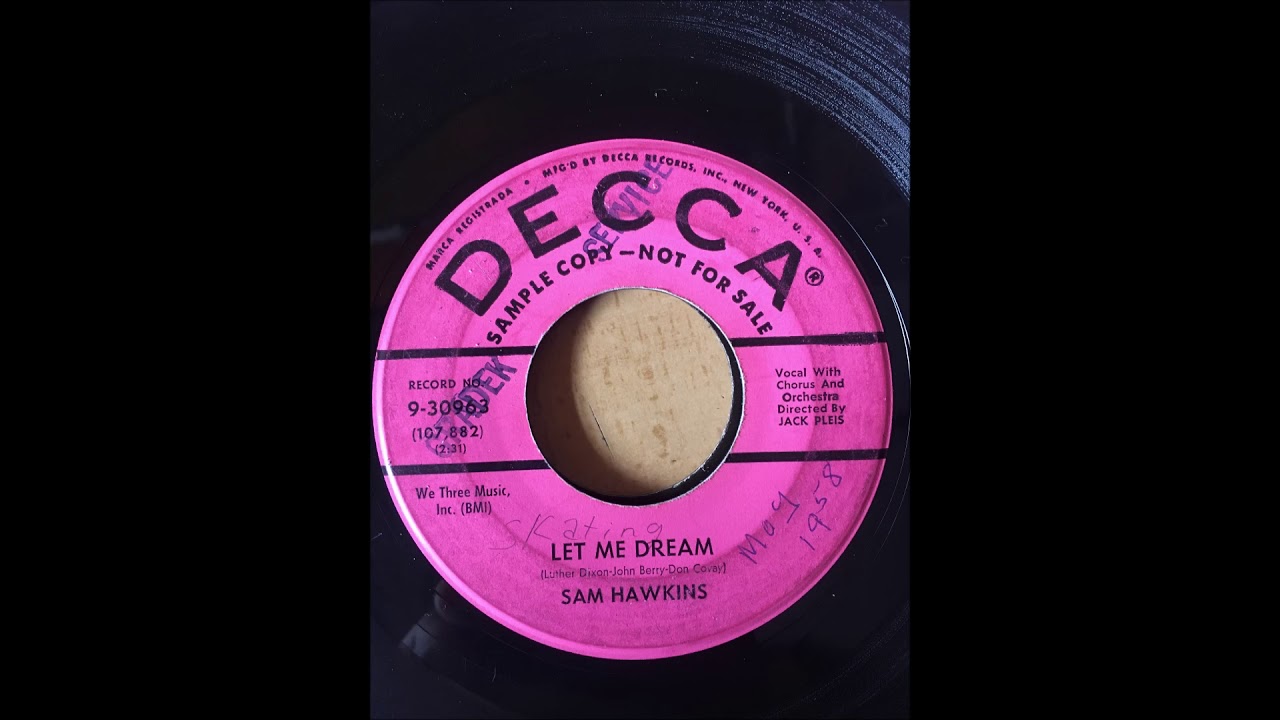 MARCA REGISTRADA • MFG'D BY DECCA RECORDS, INC., NEW YORK, U. S. A.
DECCA®
SERVICE
SAMPLE COPY—NOT FOR SALE
RECORD NO.
9-30963
(107,882)
(2:31)
Vocal With
Chorus And
Orchestra
Directed By
JACK PLEIS
We Three Music,
Inc. (BMI)
Skating
May
1958
LET ME DREAM
(Luther Dixon-John Berry-Don Covay)
SAM HAWKINS